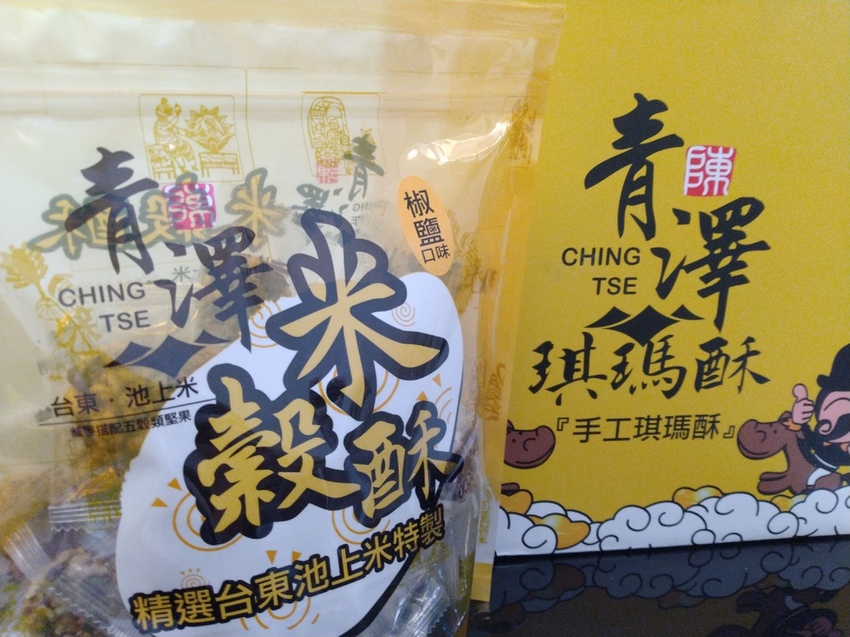 青澤
陳
CHING
TSE
椒鹽
口味
米
穀酥
台東．池上米
精選台東池上米特製
青澤
陳
CHING
TSE
琪瑪酥
『手工琪瑪酥』